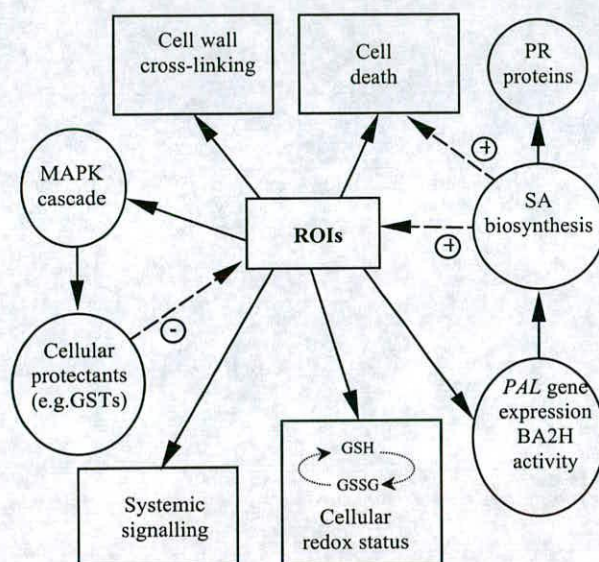 Cell wall
cross-linking
Cell
death
PR
proteins
+
MAPK
cascade
ROIs
SA
biosynthesis
+
-
Cellular
protectants
(e.g.GSTs)
PAL gene
expression
BA2H
activity
GSH
GSSG
Systemic
signalling
Cellular
redox status